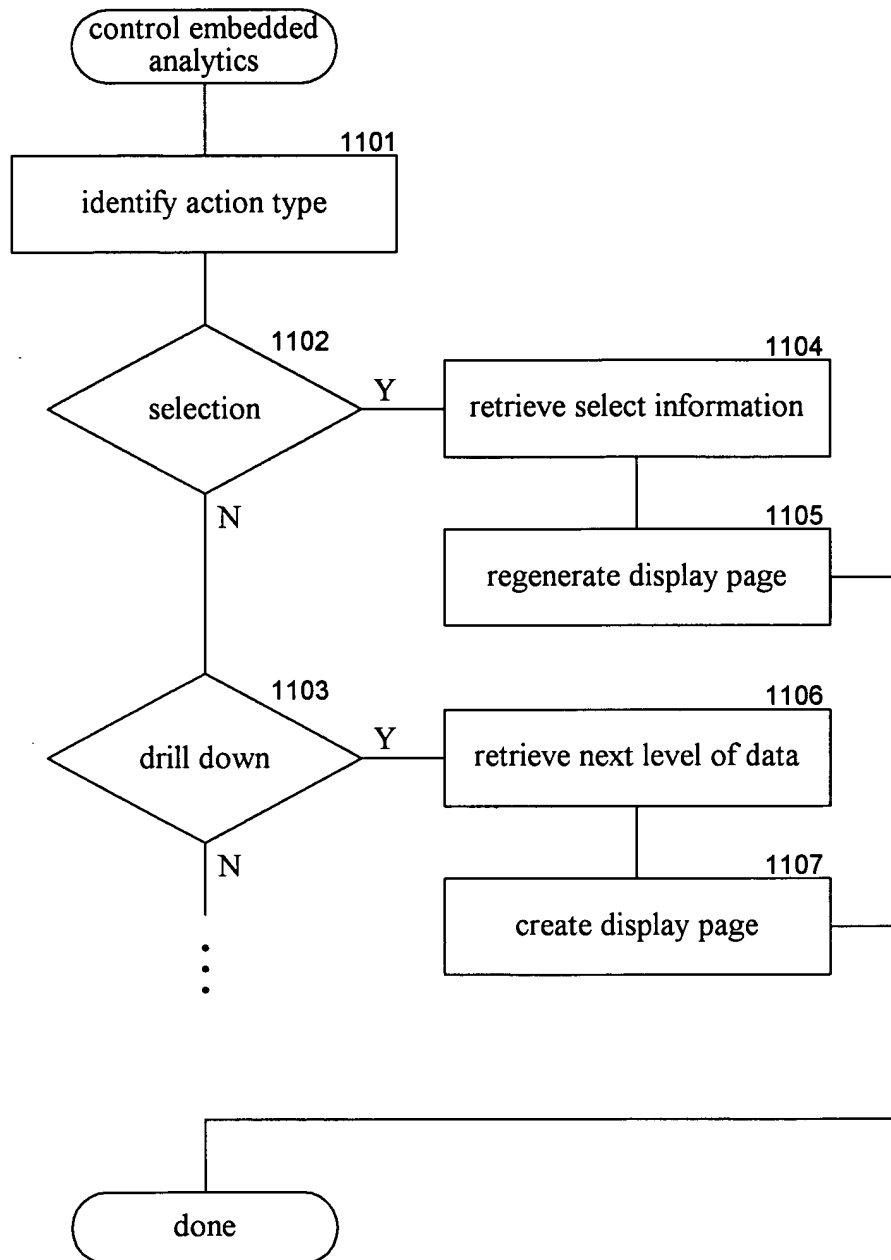 control embedded
analytics
1101
identify action type
1102
selection
Y
N
1104
retrieve select information
1105
regenerate display page
1103
drill down
Y
N
1106
retrieve next level of data
1107
create display page
done